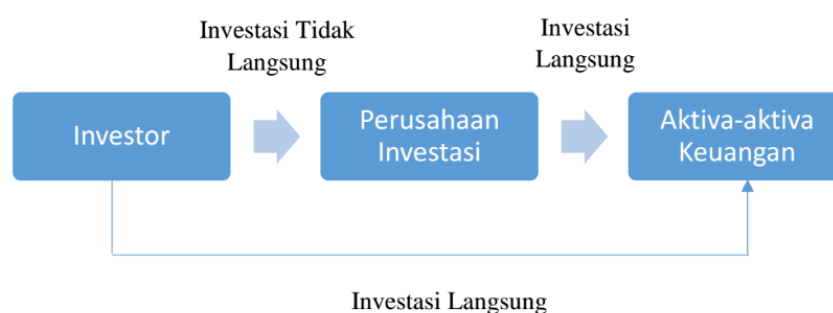 Investasi Tidak
Langsung
Investasi
Langsung
Investor
Perusahaan
Investasi
Aktiva-aktiva
Keuangan
Investasi Langsung